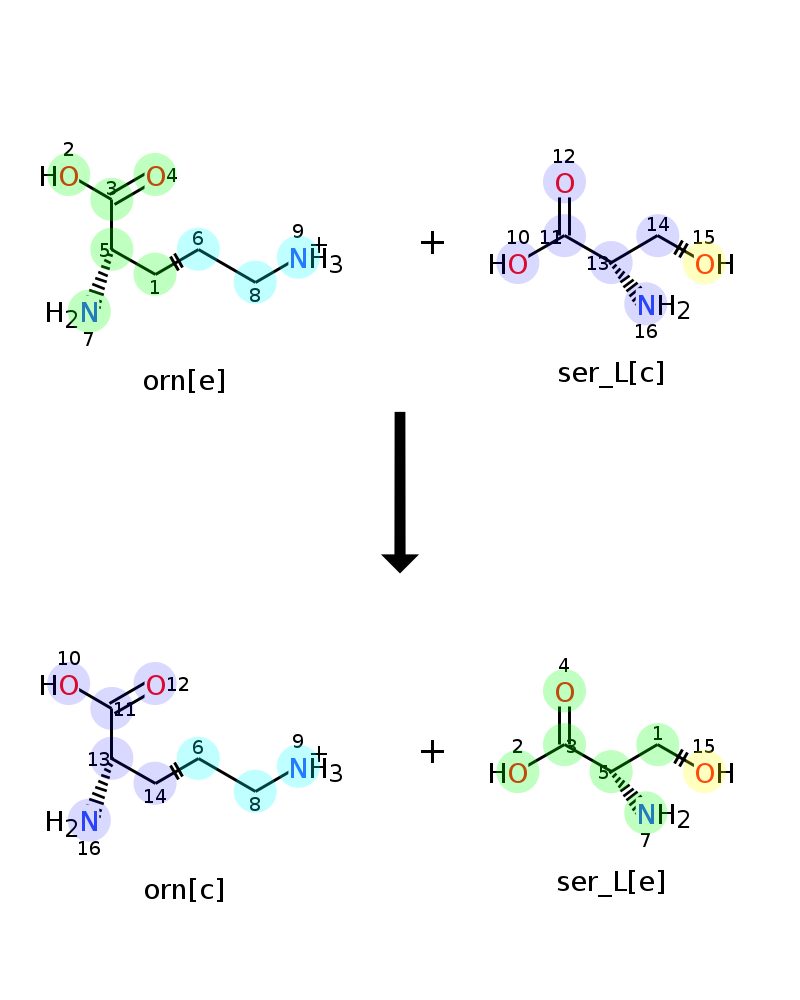 2 12
HO 3 O4 O
9 10 11 14 15
5 6 + + HO 13 OH
NH3
1 8
H2N NH2
7 16
orn[e] ser_L[c]
10 4
HO 11 O12 O
9 2 3 1 15
13 6 + + HO 5 OH
NH3
14 8
H2N NH2
16 7
orn[c] ser_L[e]